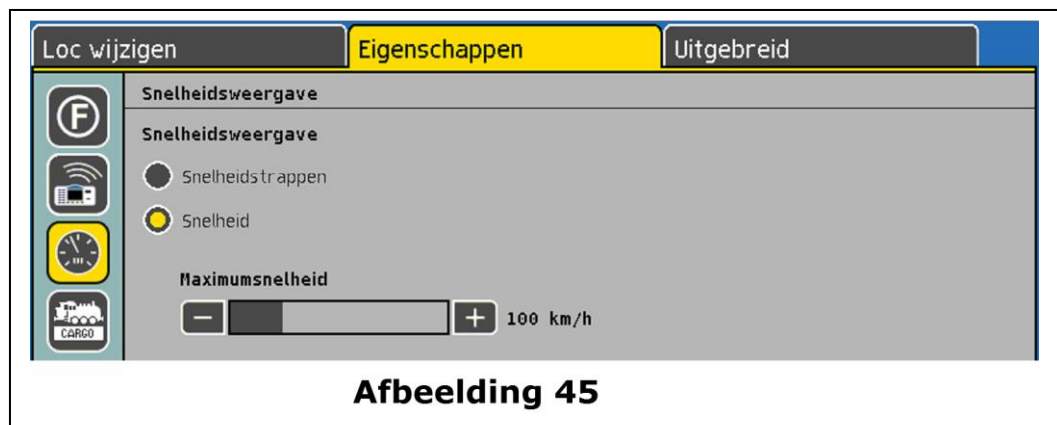 Loc wijzigen Eigenschappen Uitgebreid
Snelheidsweergave
F
Snelheidsweergave
Snelheidstrappen
Snelheid
Maximumsnelheid
− + 100 km/h
CARGO
Afbeelding 45